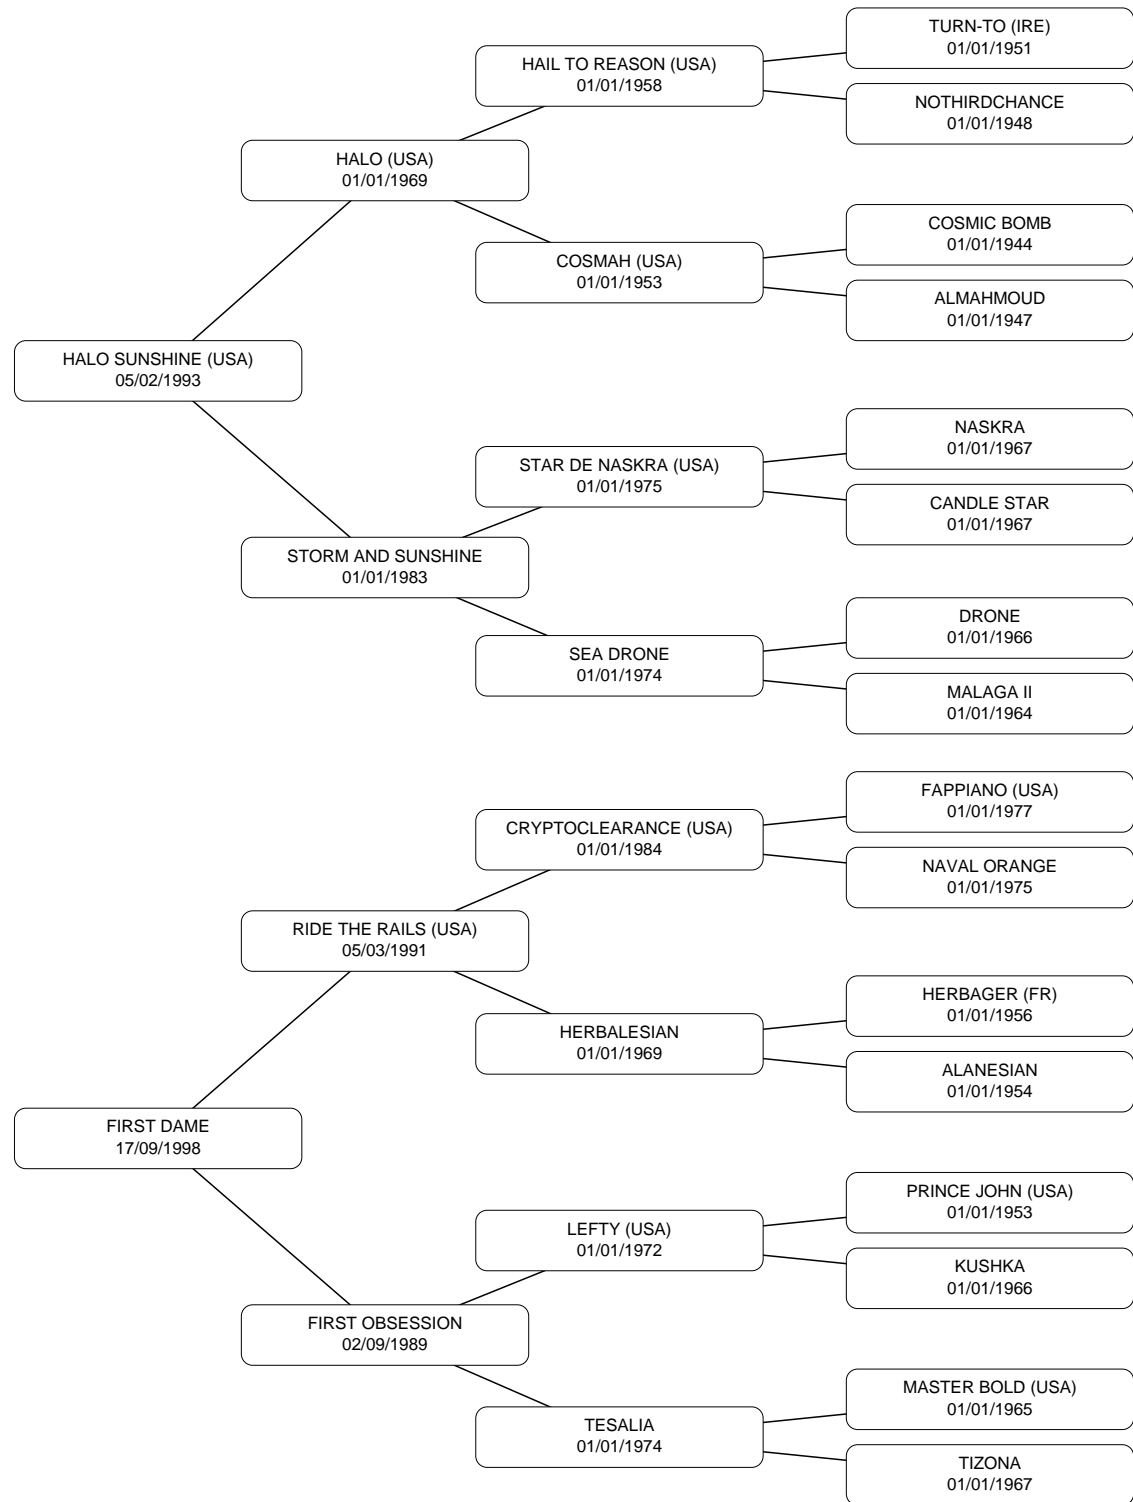 TURN-TO (IRE)
01/01/1951
HAIL TO REASON (USA)
01/01/1958
NOTHIRDCHANCE
01/01/1948
HALO (USA)
01/01/1969
COSMIC BOMB
01/01/1944
COSMAH (USA)
01/01/1953
ALMAHMOUD
01/01/1947
HALO SUNSHINE (USA)
05/02/1993
NASKRA
01/01/1967
STAR DE NASKRA (USA)
01/01/1975
CANDLE STAR
01/01/1967
STORM AND SUNSHINE
01/01/1983
DRONE
01/01/1966
SEA DRONE
01/01/1974
MALAGA II
01/01/1964
FAPPIANO (USA)
01/01/1977
CRYPTOCLEARANCE (USA)
01/01/1984
NAVAL ORANGE
01/01/1975
RIDE THE RAILS (USA)
05/03/1991
HERBAGER (FR)
01/01/1956
HERBALESIAN
01/01/1969
ALANESIAN
01/01/1954
FIRST DAME
17/09/1998
PRINCE JOHN (USA)
01/01/1953
LEFTY (USA)
01/01/1972
KUSHKA
01/01/1966
FIRST OBSESSION
02/09/1989
MASTER BOLD (USA)
01/01/1965
TESALIA
01/01/1974
TIZONA
01/01/1967